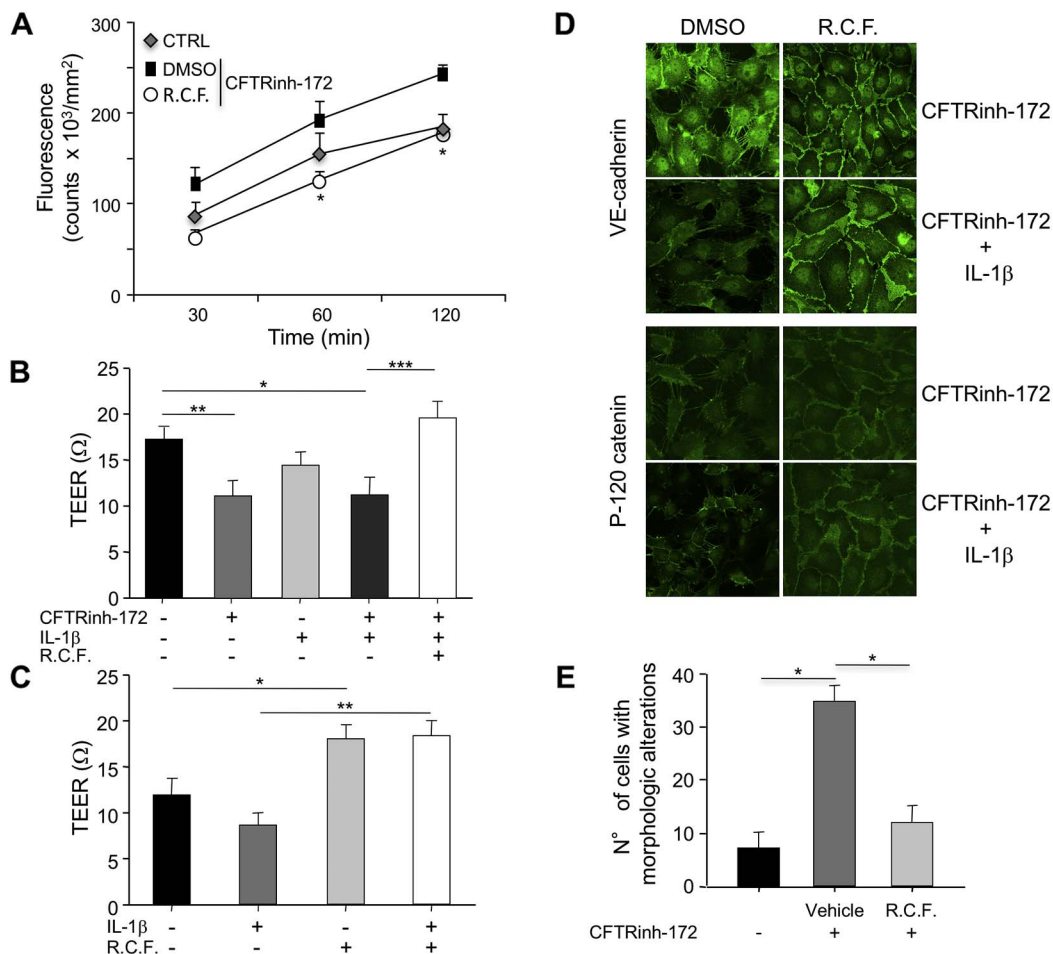 A
300
200
100
0
Fluorescence
(counts x 10³/mm²)
CTRL
DMSO
R.C.F.
CFTRinh-172
*
*
30
60
120
Time (min)
B
25
20
15
10
5
0
TEER (Ω)
**
*
***
CFTRinh-172 - + - + +
IL-1β - - + + +
R.C.F. - - - - +
C
25
20
15
10
5
0
TEER (Ω)
*
**
IL-1β - + - +
R.C.F. - - + +
D
DMSO R.C.F.
VE-cadherin
CFTRinh-172
CFTRinh-172
+
IL-1β
P-120 catenin
CFTRinh-172
CFTRinh-172
+
IL-1β
E
40
30
20
10
0
N° of cells with
morphologic alterations
*
*
Vehicle R.C.F.
CFTRinh-172 - + +